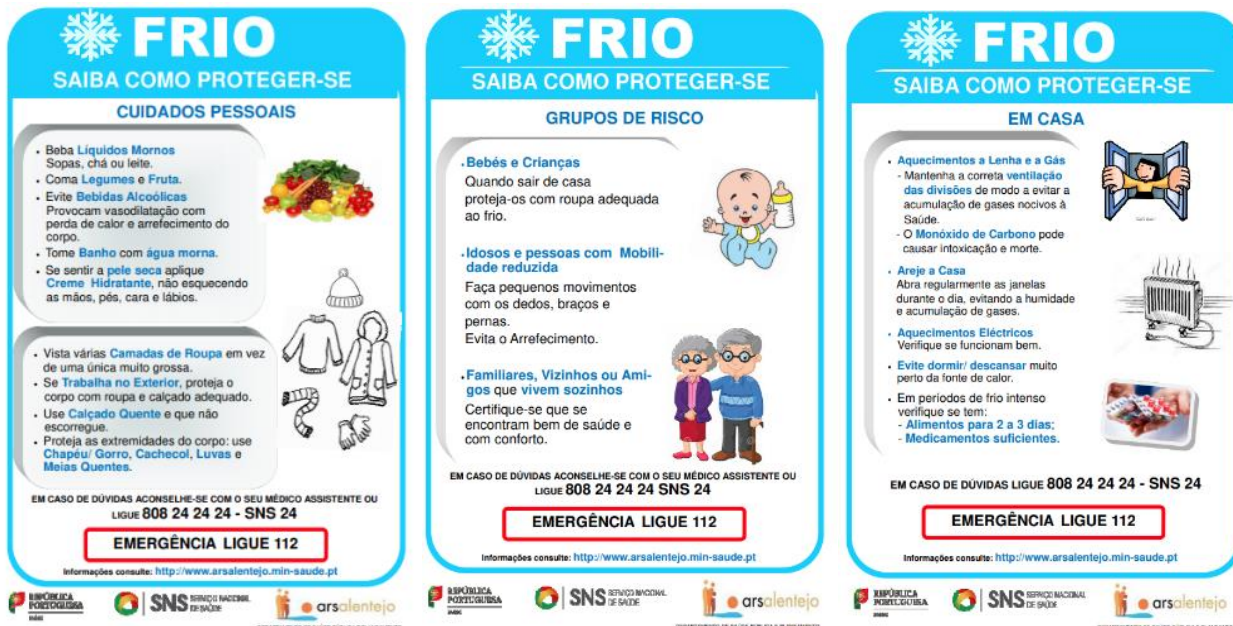 FRIO
SAIBA COMO PROTEGER-SE
CUIDADOS PESSOAIS
• Beba Líquidos Mornos
Sopas, chá ou leite.
• Coma Legumes e Fruta.
• Evite Bebidas Alcoólicas
Provocam vasodilatação com
perda de calor e arrefecimento do
corpo.
• Tome Banho com água morna.
• Se sentir a pele seca aplique
Creme Hidratante, não esquecendo
as mãos, pés, cara e lábios.
• Vista várias Camadas de Roupa em vez
de uma única muito grossa.
• Se Trabalha no Exterior, proteja o
corpo com roupa e calçado adequado.
• Use Calçado Quente e que não
escorregue.
• Proteja as extremidades do corpo: use
Chapéu/ Gorro, Cachecol, Luvas e
Meias Quentes.
EM CASO DE DÚVIDAS ACONSELHE-SE COM O SEU MÉDICO ASSISTENTE OU
LIGUE 808 24 24 24 - SNS 24
EMERGÊNCIA LIGUE 112
Informações consulte: http://www.arsalentejo.min-saude.pt
REPÚBLICA
PORTUGUESA
SNS SERVIÇO NACIONAL
DE SAÚDE
arsalentejo
FRIO
SAIBA COMO PROTEGER-SE
GRUPOS DE RISCO
• Bebés e Crianças
Quando sair de casa
proteja-os com roupa adequada
ao frio.
• Idosos e pessoas com Mobili-
dade reduzida
Faça pequenos movimentos
com os dedos, braços e
pernas.
Evita o Arrefecimento.
• Familiares, Vizinhos ou Ami-
gos que vivem sozinhos
Certifique-se que se
encontram bem de saúde e
com conforto.
EM CASO DE DÚVIDAS ACONSELHE-SE COM O SEU MÉDICO ASSISTENTE OU
LIGUE 808 24 24 24 SNS 24
EMERGÊNCIA LIGUE 112
Informações consulte: http://www.arsalentejo.min-saude.pt
REPÚBLICA
PORTUGUESA
SNS SERVIÇO NACIONAL
DE SAÚDE
arsalentejo
FRIO
SAIBA COMO PROTEGER-SE
EM CASA
• Aquecimentos a Lenha e a Gás
- Mantenha a correta ventilação
das divisões de modo a evitar a
acumulação de gases nocivos à
Saúde.
- O Monóxido de Carbono pode
causar intoxicação e morte.
• Areje a Casa
Abra regularmente as janelas
durante o dia, evitando a humidade
e acumulação de gases.
• Aquecimentos Eléctricos
Verifique se funcionam bem.
• Evite dormir/ descansar muito
perto da fonte de calor.
• Em períodos de frio intenso
verifique se tem:
- Alimentos para 2 a 3 dias;
- Medicamentos suficientes.
EM CASO DE DÚVIDAS LIGUE 808 24 24 24 - SNS 24
EMERGÊNCIA LIGUE 112
Informações consulte: http://www.arsalentejo.min-saude.pt
REPÚBLICA
PORTUGUESA
SNS SERVIÇO NACIONAL
DE SAÚDE
arsalentejo